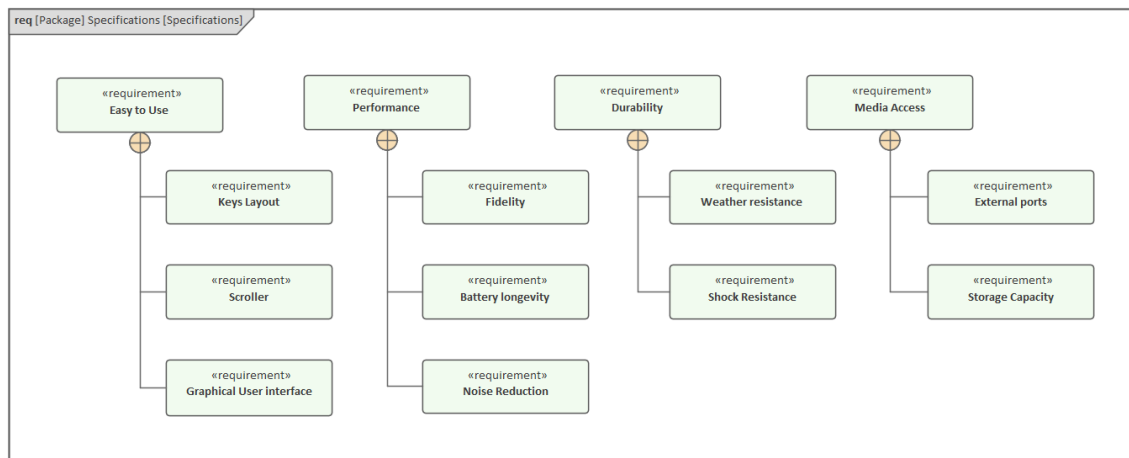 req [Package] Specifications [Specifications]
«requirement»
Easy to Use
«requirement»
Keys Layout
«requirement»
Scroller
«requirement»
Graphical User interface
«requirement»
Performance
«requirement»
Fidelity
«requirement»
Battery longevity
«requirement»
Noise Reduction
«requirement»
Durability
«requirement»
Weather resistance
«requirement»
Shock Resistance
«requirement»
Media Access
«requirement»
External ports
«requirement»
Storage Capacity